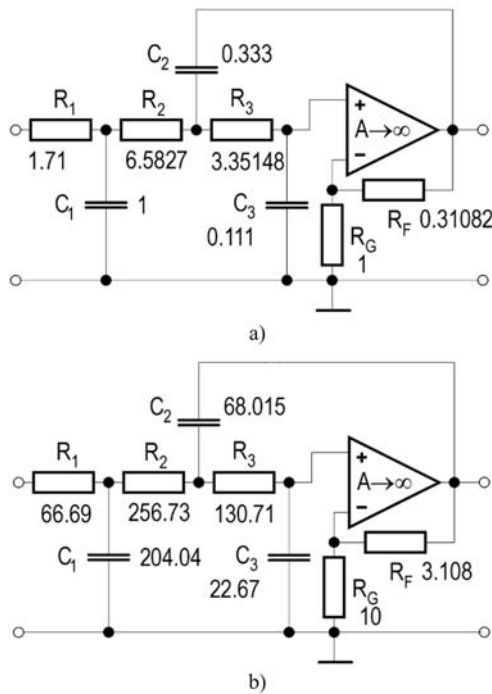 C2 0.333
R1 R2 R3
+
A→∞
−
1.71 6.5827 3.35148
C1 1 C3
0.111
RF 0.31082
RG
1
a)
C2 68.015
R1 R2 R3
+
A→∞
−
66.69 256.73 130.71
C1 204.04 C3
22.67
RF 3.108
RG
10
b)